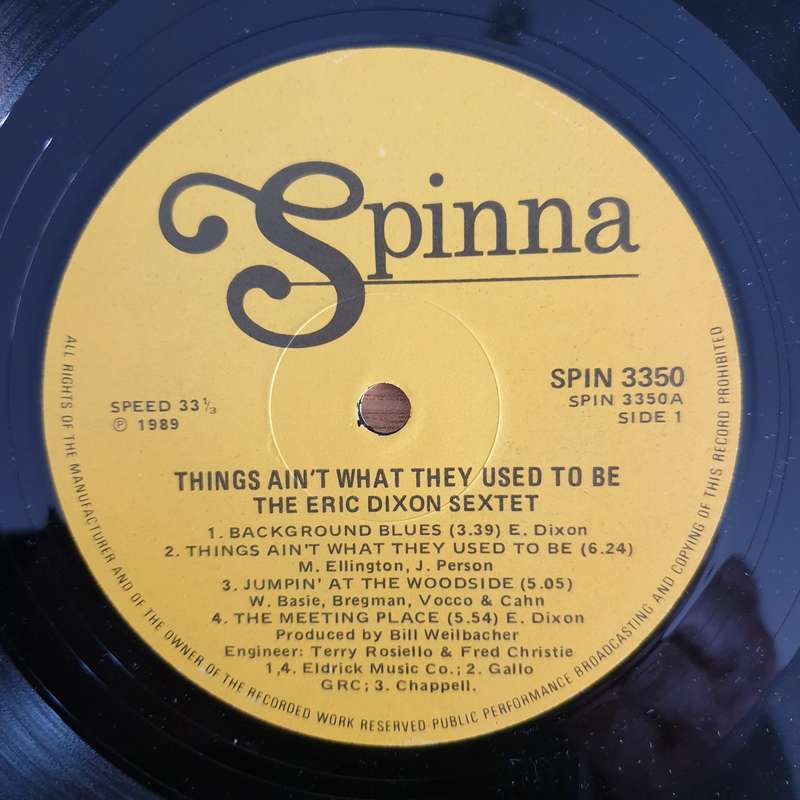 Spinna
SPIN 3350
SPIN 3350A
SIDE 1
SPEED 33⅓
℗ 1989
THINGS AIN'T WHAT THEY USED TO BE
THE ERIC DIXON SEXTET
1. BACKGROUND BLUES (3.39) E. Dixon
2. THINGS AIN'T WHAT THEY USED TO BE (6.24)
M. Ellington, J. Person
3. JUMPIN' AT THE WOODSIDE (5.05)
W. Basie, Bregman, Vocco & Cahn
4. THE MEETING PLACE (5.54) E. Dixon
Produced by Bill Weilbacher
Engineer: Terry Rosiello & Fred Christie
1,4. Eldrick Music Co.; 2. Gallo
GRC; 3. Chappell.
ALL RIGHTS OF THE MANUFACTURER AND OF THE OWNER OF THE RECORDED WORK RESERVED·PUBLIC PERFORMANCE BROADCASTING AND COPYING OF THIS RECORD PROHIBITED